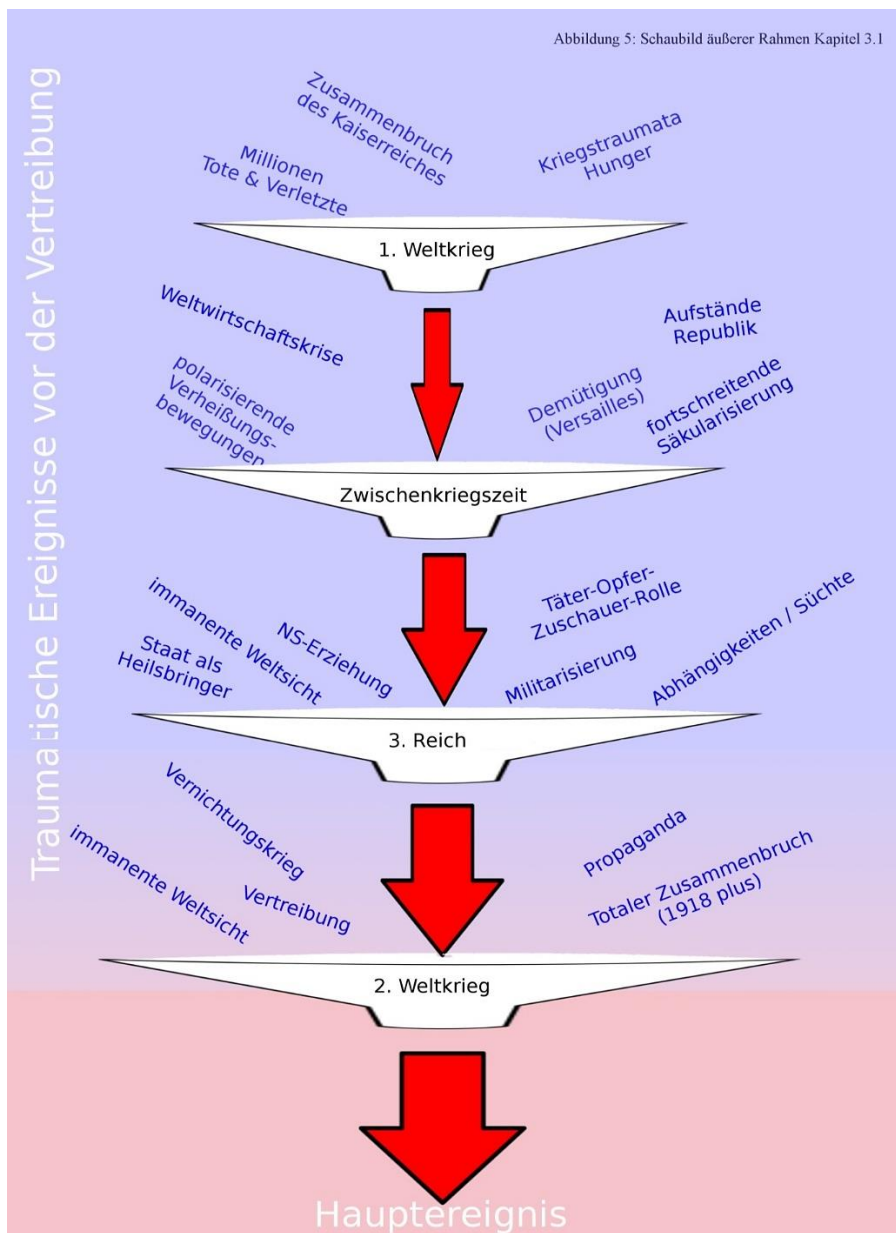 Abbildung 5: Schaubild äußerer Rahmen Kapitel 3.1
Traumatische Ereignisse vor der Vertreibung
Zusammenbruch
des Kaiserreiches
Millionen
Tote & Verletzte
Kriegstraumata
Hunger
1. Weltkrieg
Weltwirtschaftskrise
polarisierende
Verheißungs-
bewegungen
Aufstände
Republik
Demütigung
(Versailles)
fortschreitende
Säkularisierung
Zwischenkriegszeit
immanente Weltsicht
Staat als
Heilsbringer
NS-Erziehung
Täter-Opfer-
Zuschauer-Rolle
Militarisierung
Abhängigkeiten / Süchte
3. Reich
Vernichtungskrieg
immanente Weltsicht
Vertreibung
Propaganda
Totaler Zusammenbruch
(1918 plus)
2. Weltkrieg
Hauptereignis